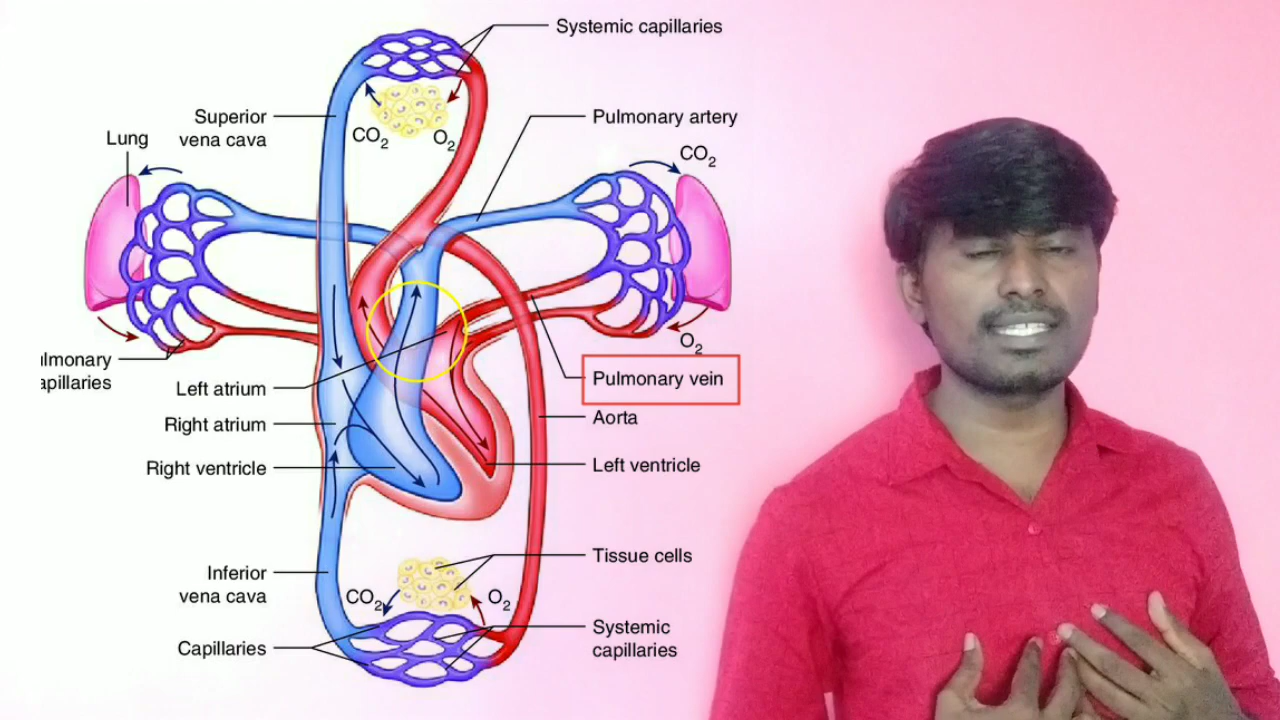 Systemic capillaries
Superior
vena cava
Pulmonary artery
Lung
CO2
O2
CO2
ulmonary
apillaries
O2
Pulmonary vein
Left atrium
Right atrium
Aorta
Right ventricle
Left ventricle
Tissue cells
Inferior
vena cava
CO2
O2
Capillaries
Systemic
capillaries